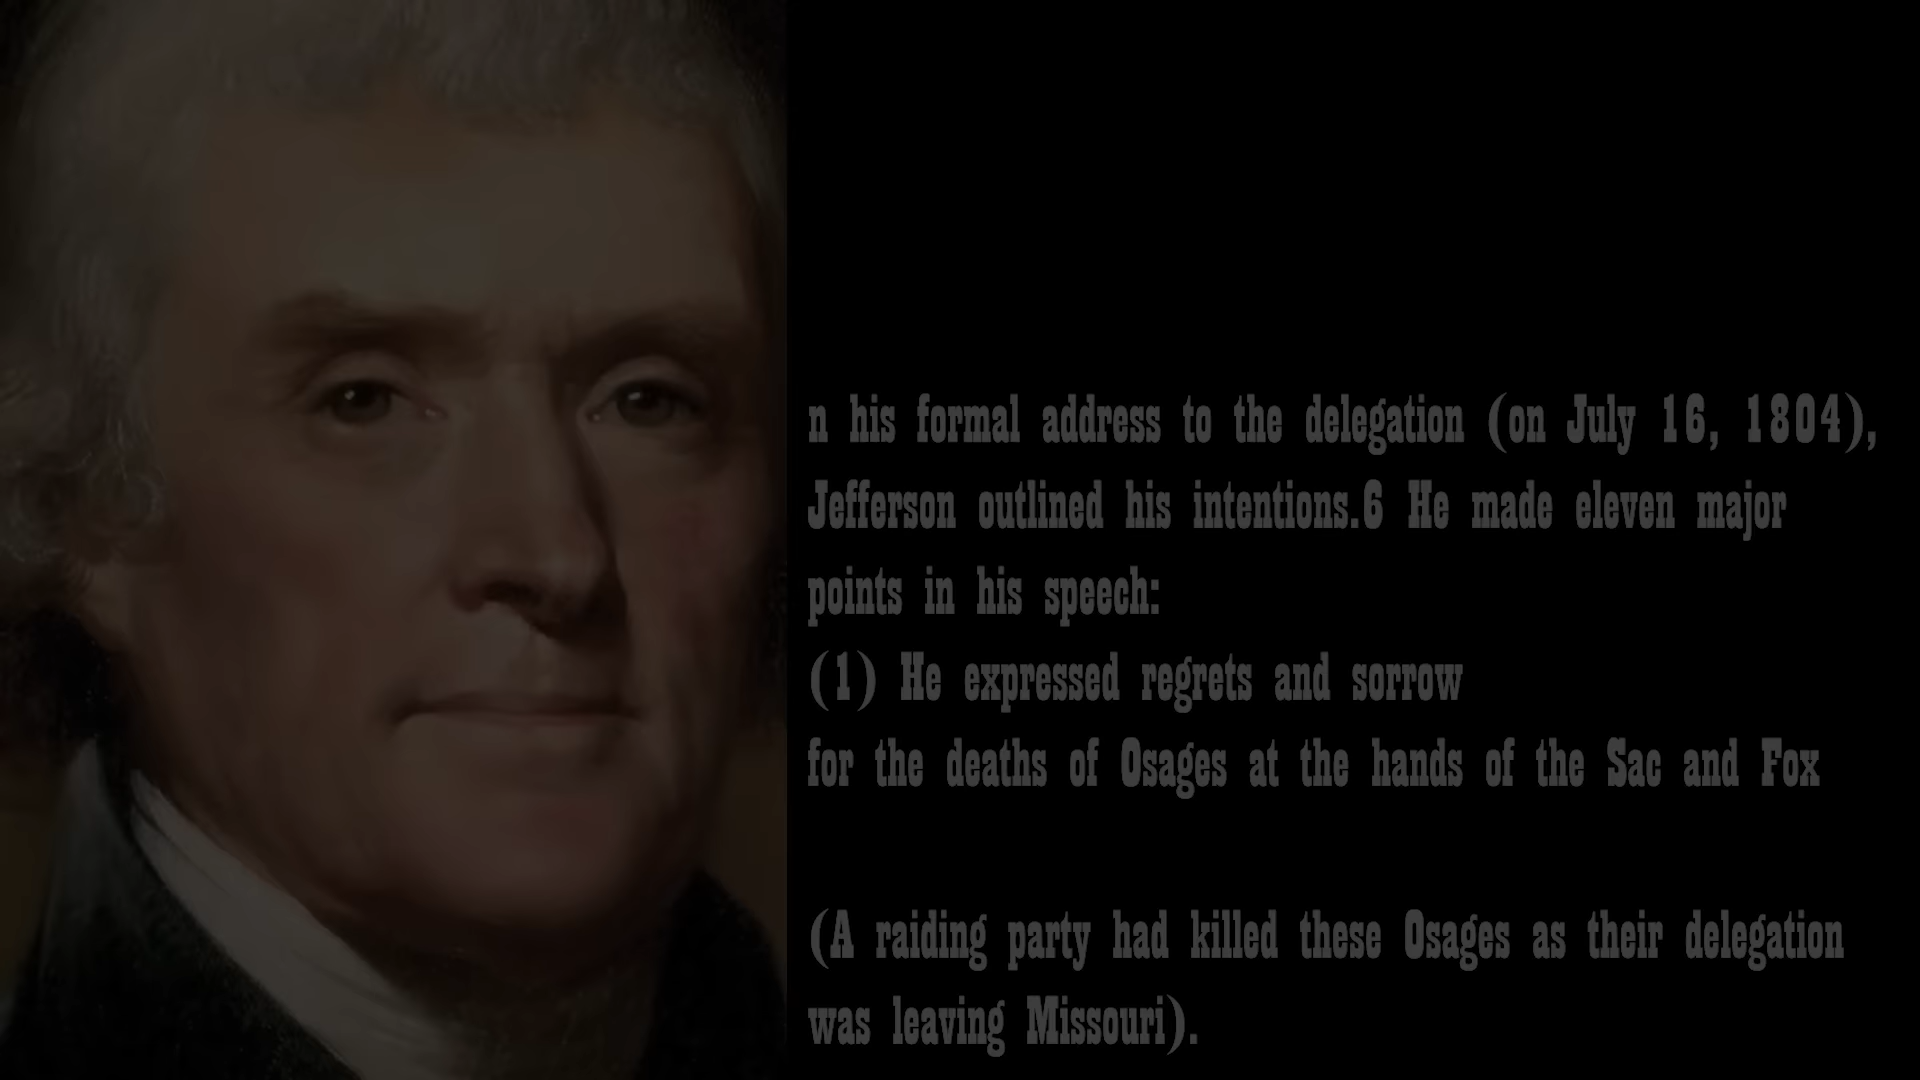 n his formal address to the delegation (on July 16, 1804),
Jefferson outlined his intentions.6 He made eleven major
points in his speech:
(1) He expressed regrets and sorrow
for the deaths of Osages at the hands of the Sac and Fox
(A raiding party had killed these Osages as their delegation
was leaving Missouri).